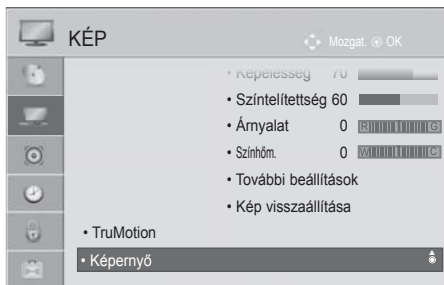 KÉP
Mozgat. OK
• Képélesség 70
• Színtelítettség 60
• Árnyalat 0 R G
• Színhőm. 0 W C
• További beállítások
• Kép visszaállítása
• TruMotion
• Képernyő